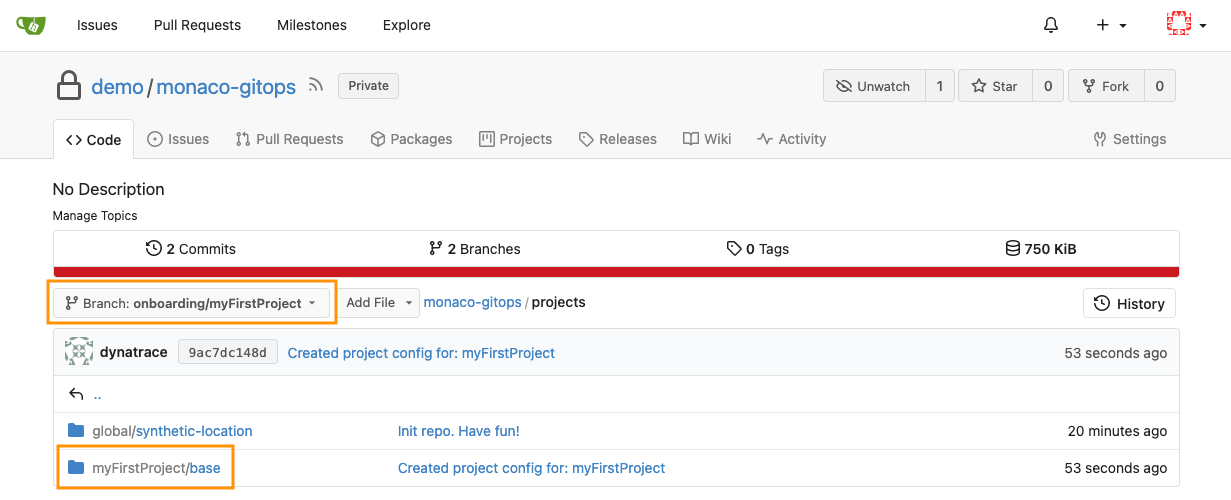 Issues Pull Requests Milestones Explore
demo/monaco-gitops Private Unwatch 1 Star 0 Fork 0
Code Issues Pull Requests Packages Projects Releases Wiki Activity Settings
No Description
Manage Topics
2 Commits 2 Branches 0 Tags 750 KiB
Branch: onboarding/myFirstProject Add File monaco-gitops / projects History
dynatrace 9ac7dc148d Created project config for: myFirstProject 53 seconds ago
..
global/synthetic-location Init repo. Have fun! 20 minutes ago
myFirstProject/base Created project config for: myFirstProject 53 seconds ago